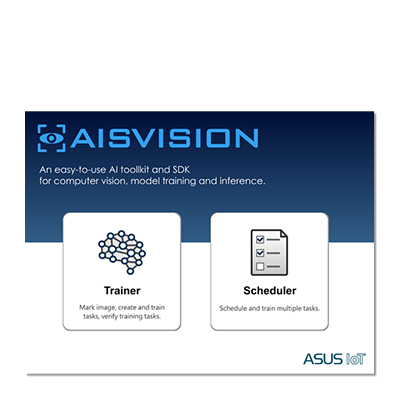 AISVISION
An easy-to-use AI toolkit and SDK
for computer vision, model training and inference.
Trainer
Mark image, create and train
tasks, verify training tasks.
Scheduler
Schedule and train multiple tasks.
ASUS IoT